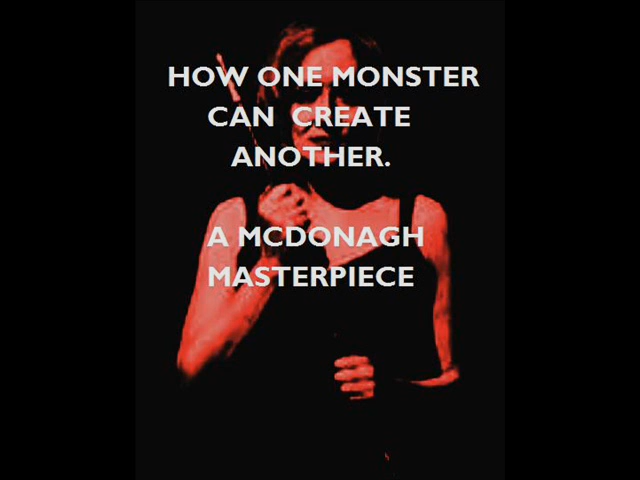 HOW ONE MONSTER
CAN CREATE
ANOTHER.
A MCDONAGH
MASTERPIECE